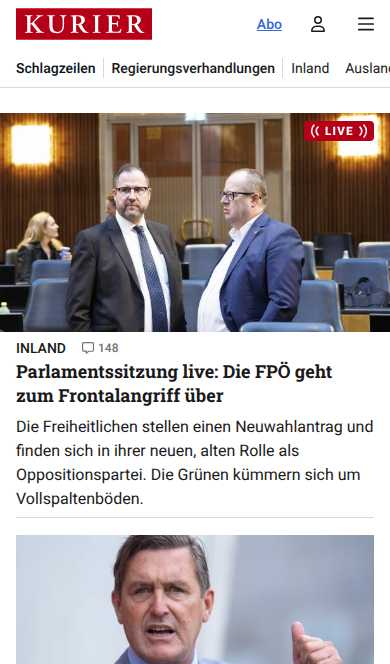 KURIER
Abo
Schlagzeilen
Regierungsverhandlungen
Inland
Auslan
LIVE
INLAND 148
Parlamentssitzung live: Die FPÖ geht
zum Frontalangriff über
Die Freiheitlichen stellen einen Neuwahlantrag und
finden sich in ihrer neuen, alten Rolle als
Oppositionspartei. Die Grünen kümmern sich um
Vollspaltenböden.